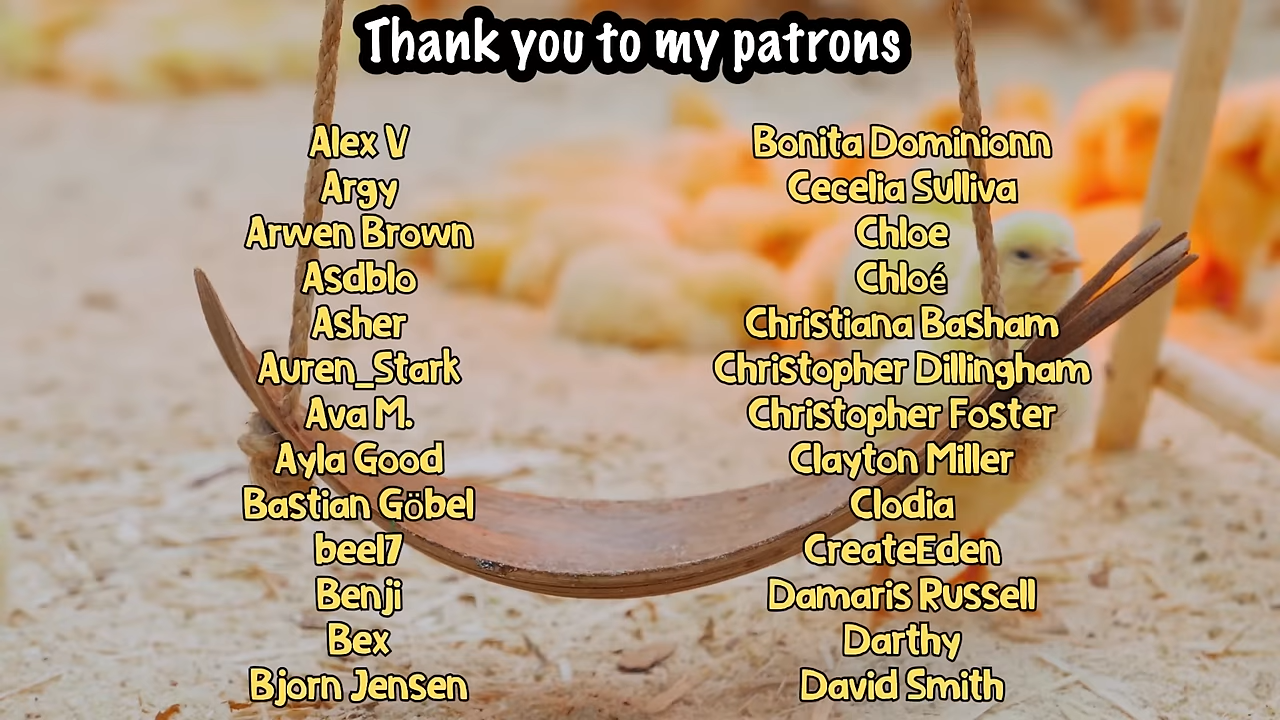 Thank you to my patrons
Alex V
Argy
Arwen Brown
Asdblo
Asher
Auren_Stark
Ava M.
Ayla Good
Bastian Göbel
beel7
Benji
Bex
Bjorn Jensen
Bonita Dominionn
Cecelia Sulliva
Chloe
Chloé
Christiana Basham
Christopher Dillingham
Christopher Foster
Clayton Miller
Clodia
CreateEden
Damaris Russell
Darthy
David Smith